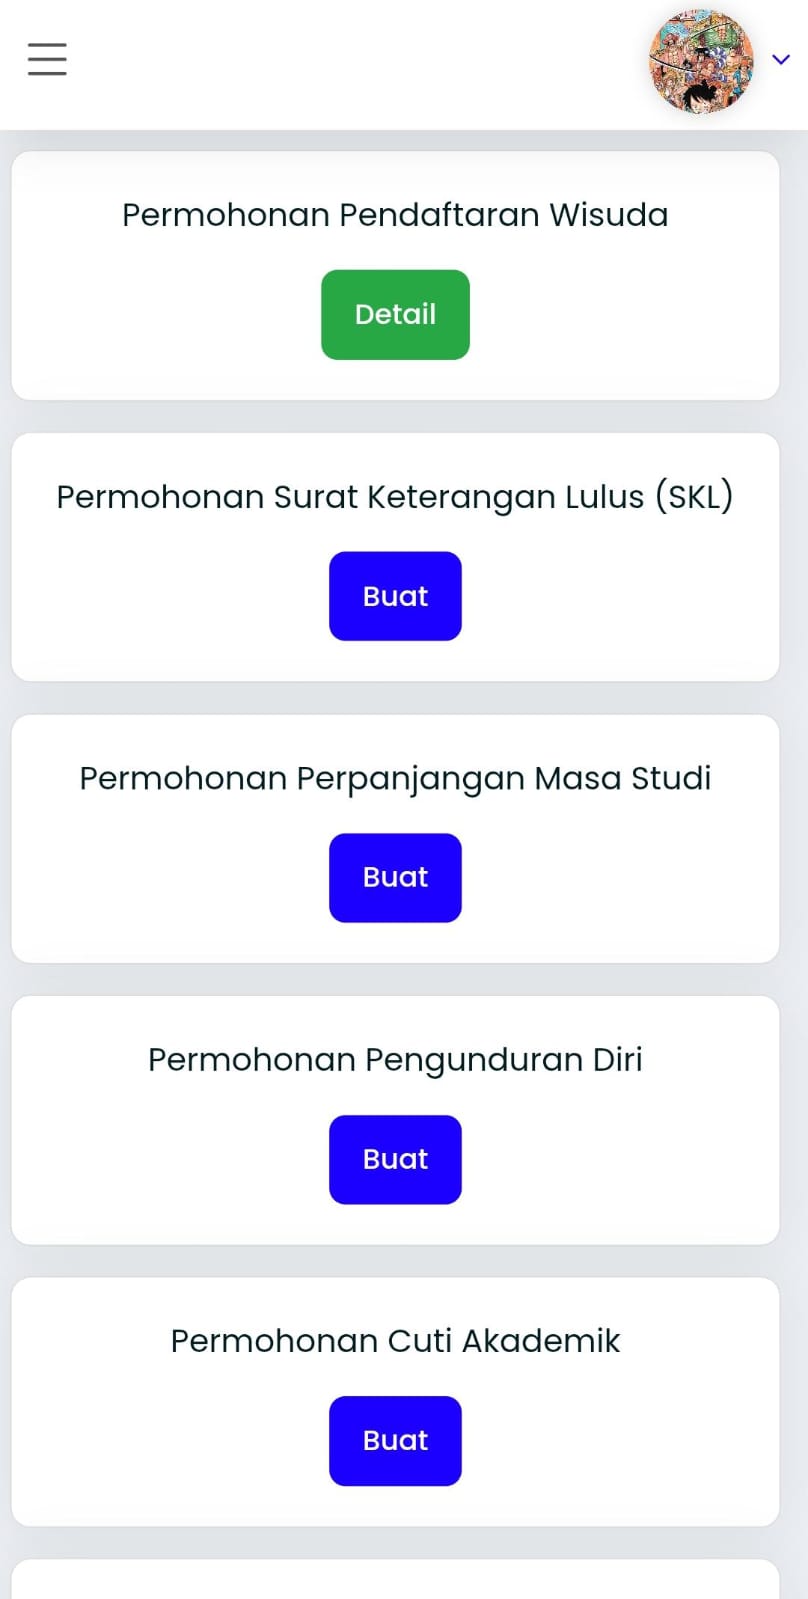 Permohonan Pendaftaran Wisuda
Detail
Permohonan Surat Keterangan Lulus (SKL)
Buat
Permohonan Perpanjangan Masa Studi
Buat
Permohonan Pengunduran Diri
Buat
Permohonan Cuti Akademik
Buat